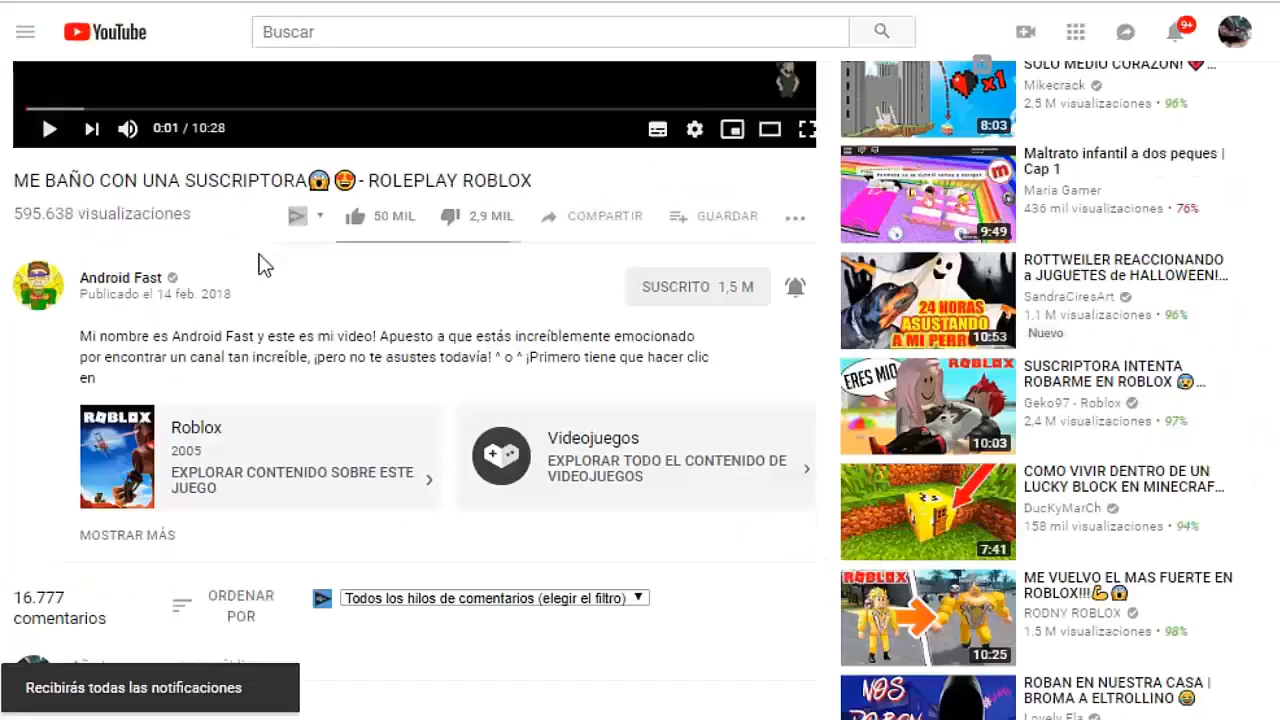 YouTube
Buscar
9+
0:01 / 10:28
ME BAÑO CON UNA SUSCRIPTORA😱😍- ROLEPLAY ROBLOX
595.638 visualizaciones
50 MIL
2,9 MIL
COMPARTIR
GUARDAR
Android Fast
Publicado el 14 feb. 2018
SUSCRITO 1,5 M
Mi nombre es Android Fast y este es mi video! Apuesto a que estás increíblemente emocionado
por encontrar un canal tan increíble, ¡pero no te asustes todavía! ^ o ^ ¡Primero tiene que hacer clic
en
ROBLOX
Roblox
2005
EXPLORAR CONTENIDO SOBRE ESTE
JUEGO
Videojuegos
EXPLORAR TODO EL CONTENIDO DE
VIDEOJUEGOS
MOSTRAR MÁS
16.777
comentarios
ORDENAR
POR
Todos los hilos de comentarios (elegir el filtro)
Recibirás todas las notificaciones
x1
8:03
SOLO MEDIO CORAZÓN! 💔...
Mikecrack
2,5 M visualizaciones • 96%
9:49
Maltrato infantil a dos peques |
Cap 1
Maria Gamer
436 mil visualizaciones • 76%
24 HORAS
ASUSTANDO
A MI PERRO
10:53
ROTTWEILER REACCIONANDO
a JUGUETES de HALLOWEEN!...
SandraCiresArt
1,1 M visualizaciones • 96%
Nuevo
ERES MIO
ROBLOX
10:03
SUSCRIPTORA INTENTA
ROBARME EN ROBLOX 😰...
Geko97 - Roblox
2,4 M visualizaciones • 97%
7:41
COMO VIVIR DENTRO DE UN
LUCKY BLOCK EN MINECRAF...
DucKyMarCh
158 mil visualizaciones • 94%
ROBLOX
10:25
ME VUELVO EL MAS FUERTE EN
ROBLOX!!!💪😱
RODNY ROBLOX
1,5 M visualizaciones • 98%
NOS
ROBAN EN NUESTRA CASA |
BROMA A ELTROLLINO 😂
Lovely Ela